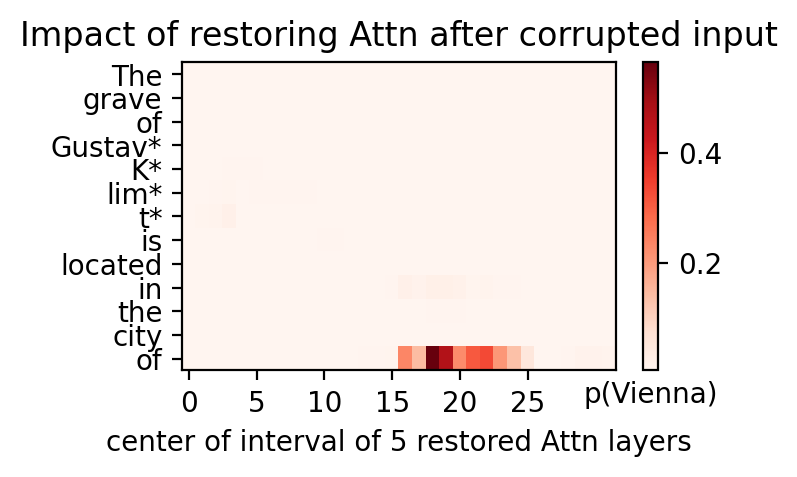 Impact of restoring Attn after corrupted input
The
grave
of
Gustav*
K*
lim*
t*
is
located
in
the
city
of
0 5 10 15 20 25
center of interval of 5 restored Attn layers
0.4
0.2
p(Vienna)